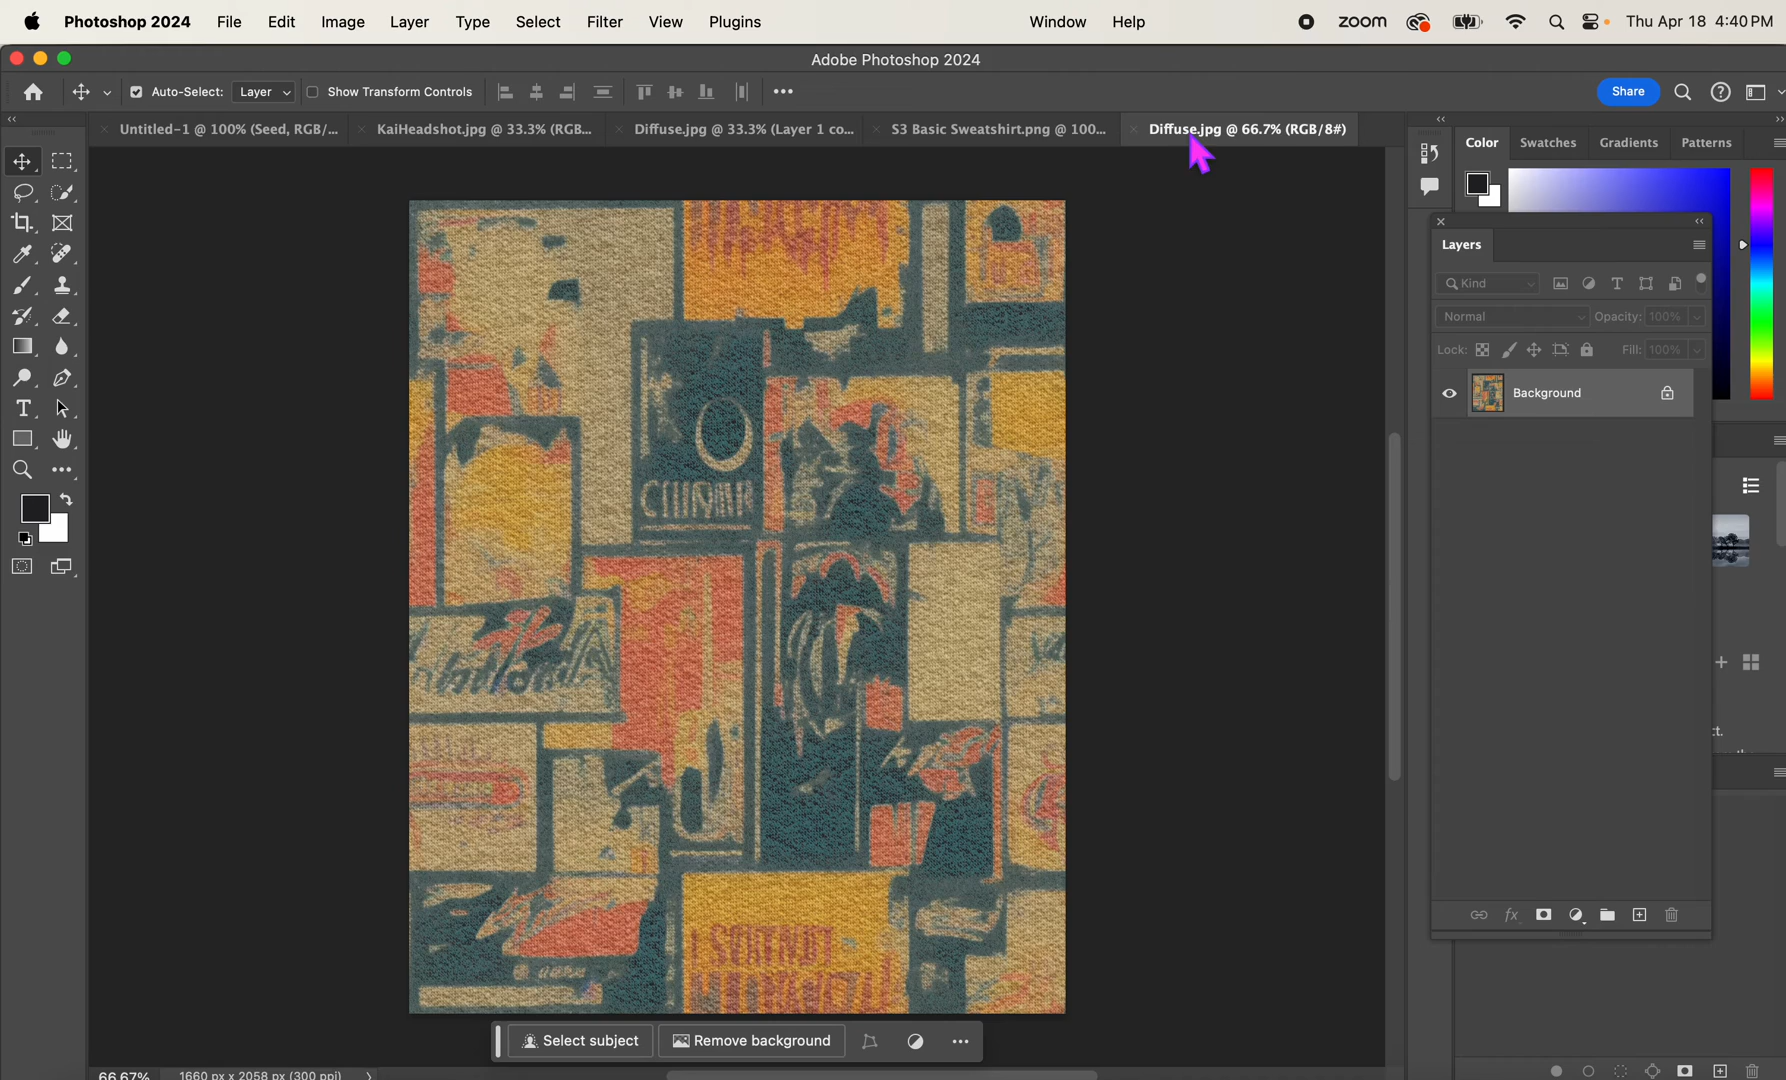 Photoshop 2024 File Edit Image Layer Type Select Filter View Plugins Window Help zoom Thu Apr 18 4:40 PM
Adobe Photoshop 2024
Auto-Select: Layer Show Transform Controls ••• Share
Untitled-1 @ 100% (Seed, RGB/... KaiHeadshot.jpg @ 33.3% (RGB... Diffuse.jpg @ 33.3% (Layer 1 co... S3 Basic Sweatshirt.png @ 100... Diffuse.jpg @ 66.7% (RGB/8#)
Color Swatches Gradients Patterns
Layers
Kind
Normal Opacity: 100%
Lock: Fill: 100%
Background
ct.
Select subject Remove background
66.67% 1660 px x 2058 px (300 ppi)